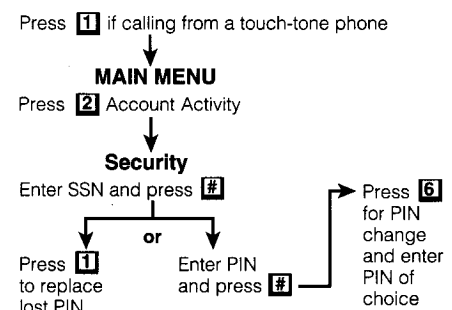 Press 1 if calling from a touch-tone phone
MAIN MENU
Press 2 Account Activity
Security
Enter SSN and press #
or
Press 1
to replace
lost PIN
Enter PIN
and press #
Press 6
for PIN
change
and enter
PIN of
choice